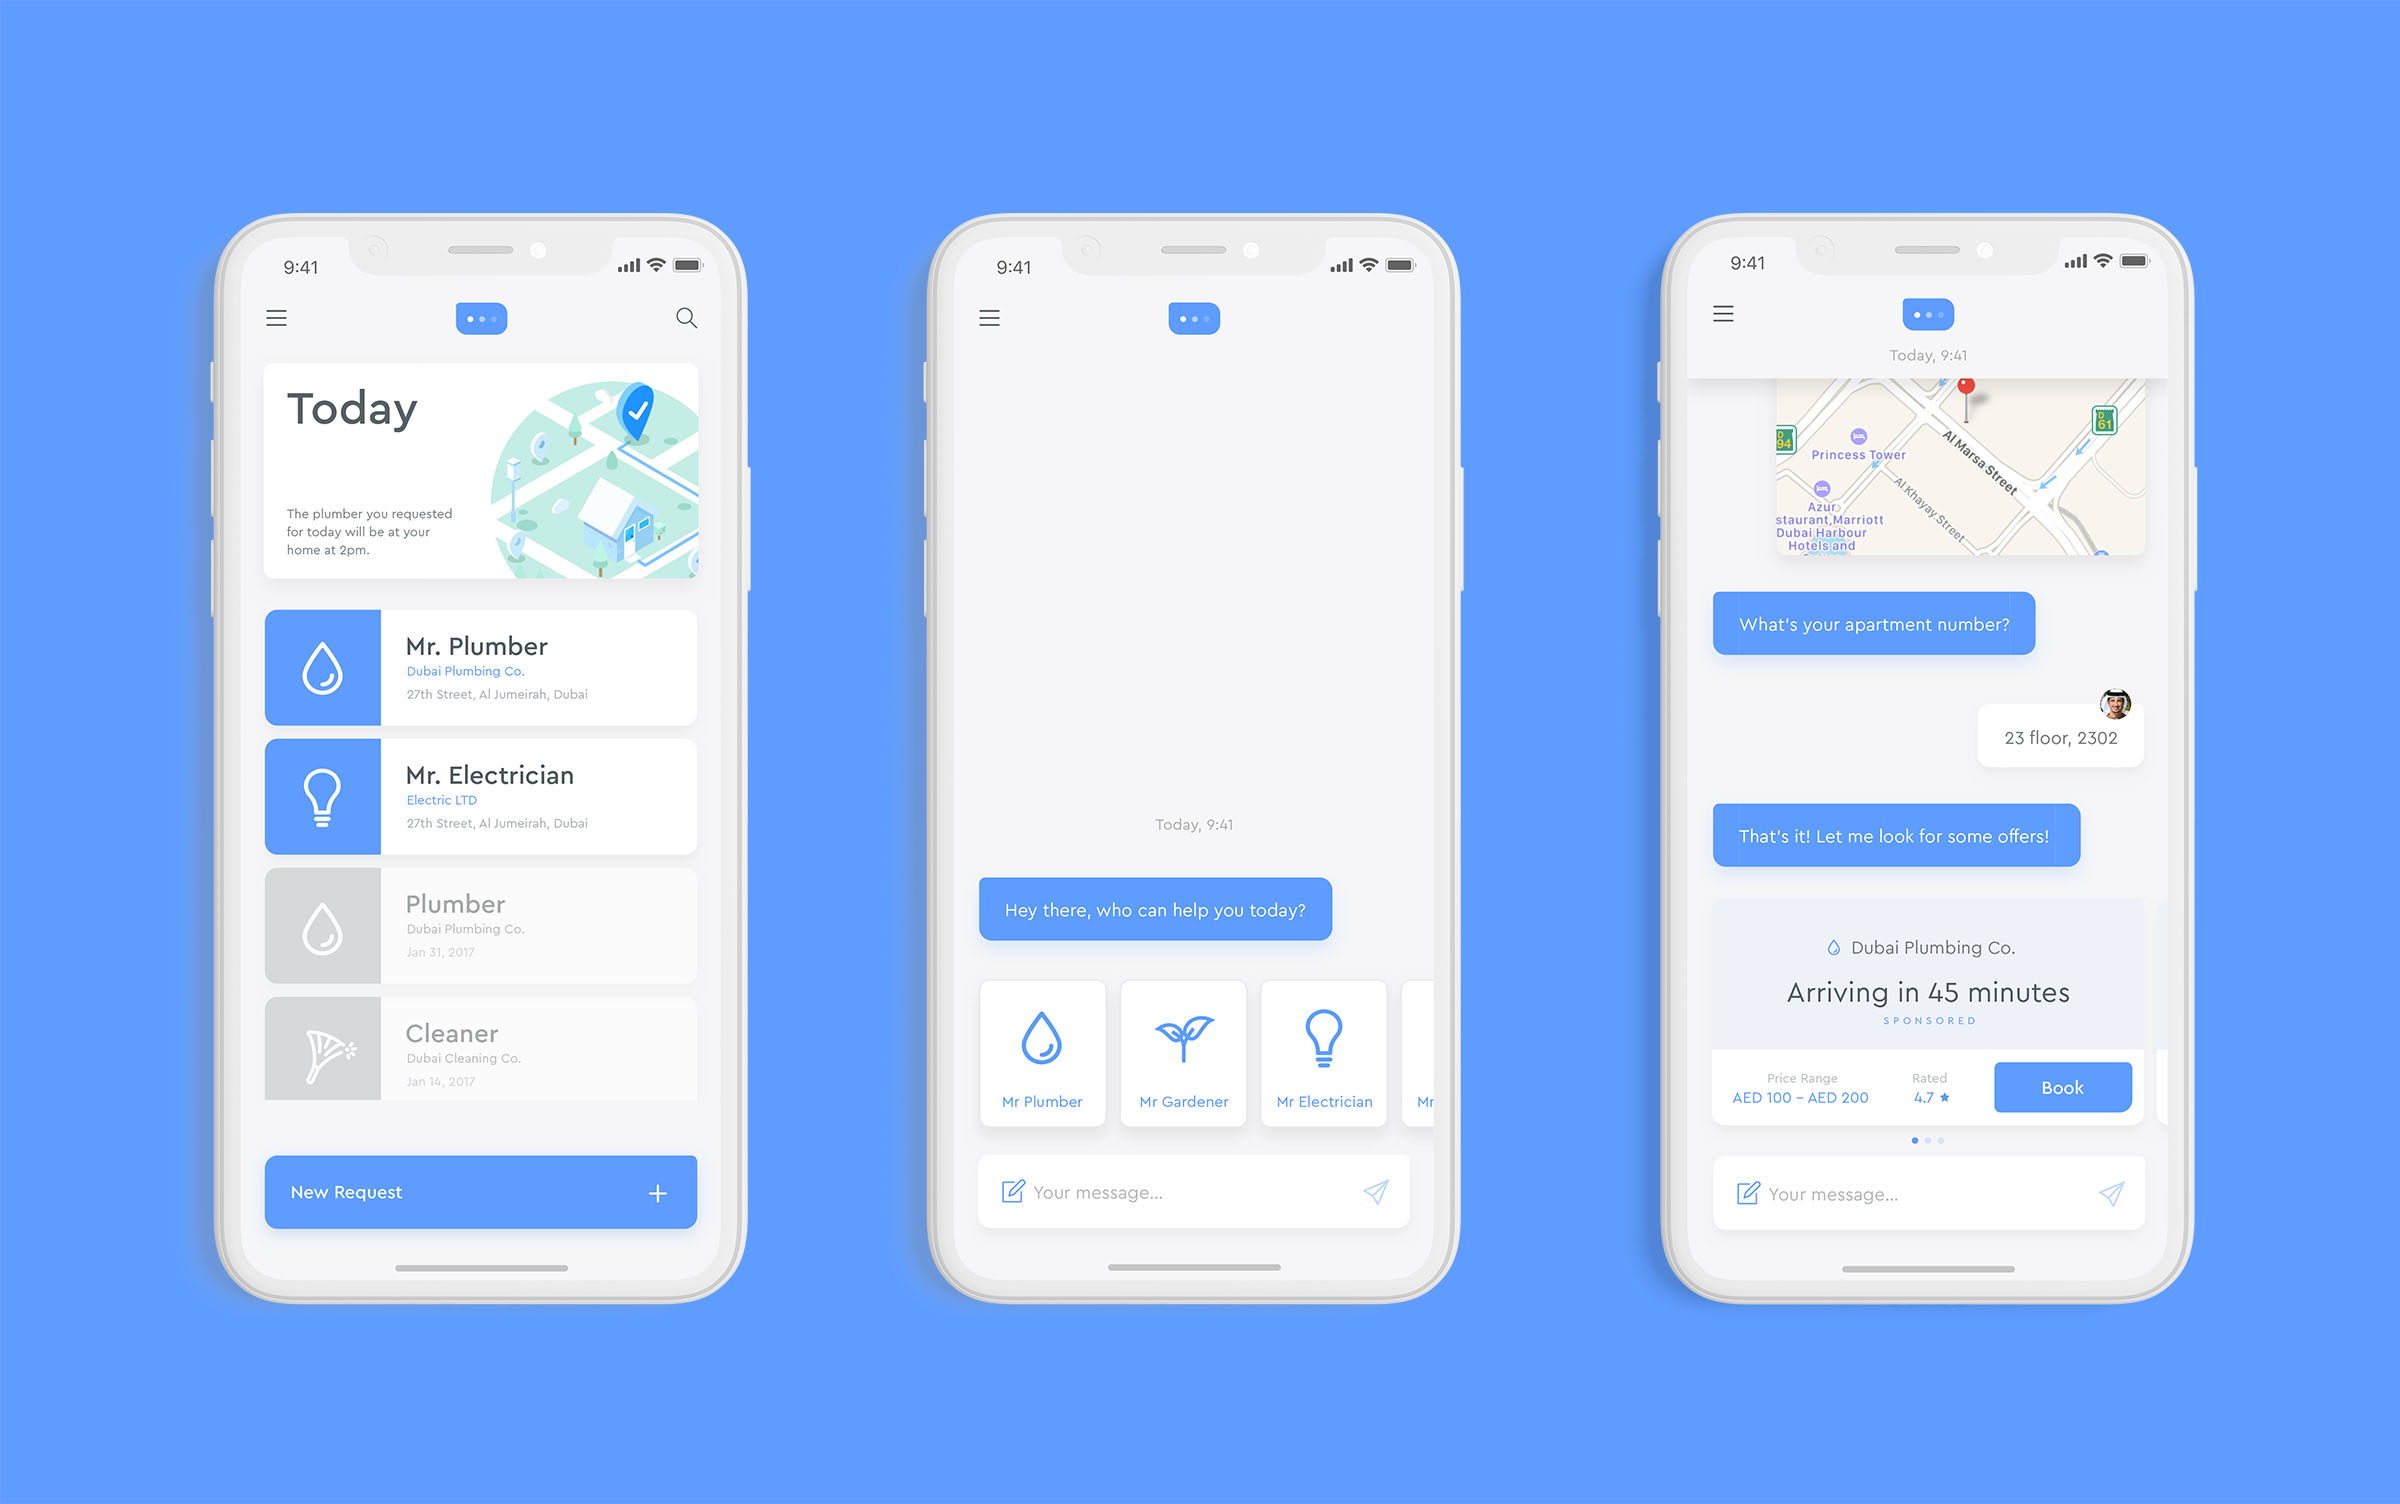 9:41
Today
The plumber you requested
for today will be at your
home at 2pm.
Mr. Plumber
Dubai Plumbing Co.
27th Street, Al Jumeirah, Dubai
Mr. Electrician
Electric LTD
27th Street, Al Jumeirah, Dubai
Plumber
Dubai Plumbing Co.
Jan 31, 2017
Cleaner
Dubai Cleaning Co.
Jan 14, 2017
New Request
9:41
Today, 9:41
Hey there, who can help you today?
Mr Plumber
Mr Gardener
Mr Electrician
Mr
Your message...
9:41
Today, 9:41
D 61
D 94
Princess Tower
Al Marsa Street
Al Khayay Street
Azur
staurant,Marriott
Dubai Harbour
Hotels and
What's your apartment number?
23 floor, 2302
That's it! Let me look for some offers!
Dubai Plumbing Co.
Arriving in 45 minutes
SPONSORED
Price Range
AED 100 – AED 200
Rated
4.7
Book
Your message...